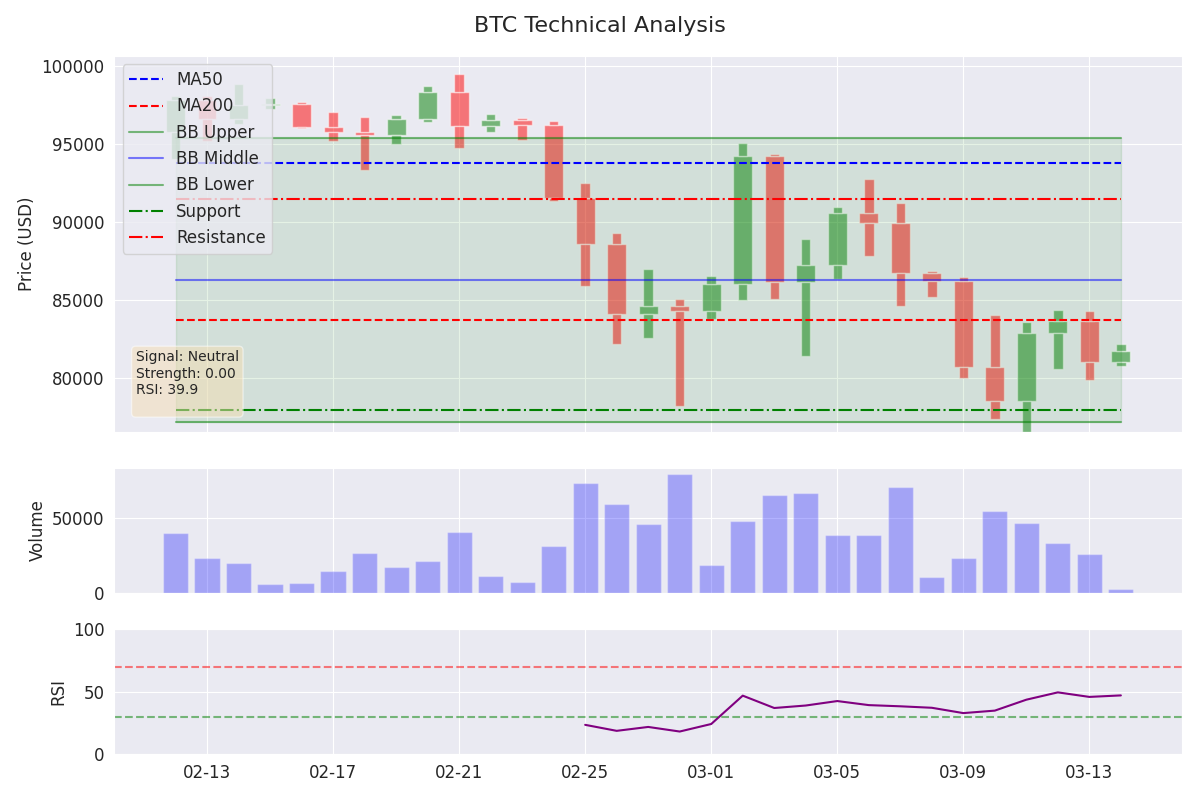 BTC Technical Analysis
Price (USD)
100000
95000
90000
85000
80000
MA50
MA200
BB Upper
BB Middle
BB Lower
Support
Resistance
Signal: Neutral
Strength: 0.00
RSI: 39.9
Volume
50000
0
RSI
100
50
0
02-13 02-17 02-21 02-25 03-01 03-05 03-09 03-13